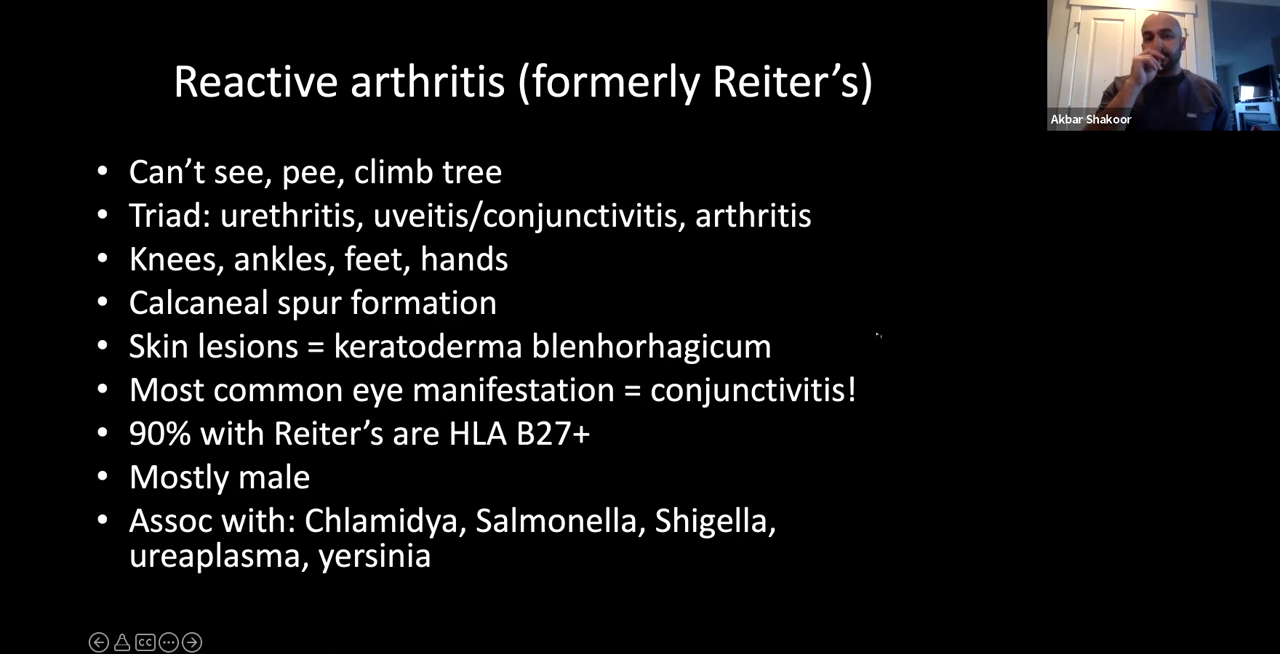 Reactive arthritis (formerly Reiter’s)
Akbar Shakoor
• Can’t see, pee, climb tree
• Triad: urethritis, uveitis/conjunctivitis, arthritis
• Knees, ankles, feet, hands
• Calcaneal spur formation
• Skin lesions = keratoderma blenhorhagicum
• Most common eye manifestation = conjunctivitis!
• 90% with Reiter’s are HLA B27+
• Mostly male
• Assoc with: Chlamidya, Salmonella, Shigella,
ureaplasma, yersinia
CC